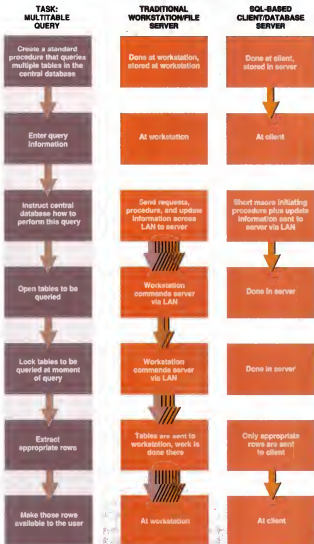 TASK:
MULTITABLE
QUERY
TRADITIONAL
WORKSTATION/FILE
SERVER
SQL-BASED
CLIENT/DATABASE
SERVER
Create a standard
procedure that queries
multiple tables in the
central database
Done at workstation,
stored at workstation
Done at client,
stored in server
Enter query
information
At workstation
At client
Instruct central
database how to
perform this query
Send requests,
procedure, and update
information across
LAN to server
Short macro initiating
procedure plus update
information sent to
server via LAN
Open tables to be
queried
Workstation
commands server
via LAN
Done in server
Lock tables to be
queried at moment
of query
Workstation
commands server
via LAN
Done in server
Extract
appropriate rows
Tables are sent to
workstation, work is
done there
Only appropriate
rows are sent
to client
Make those rows
available to the user
At workstation
At client